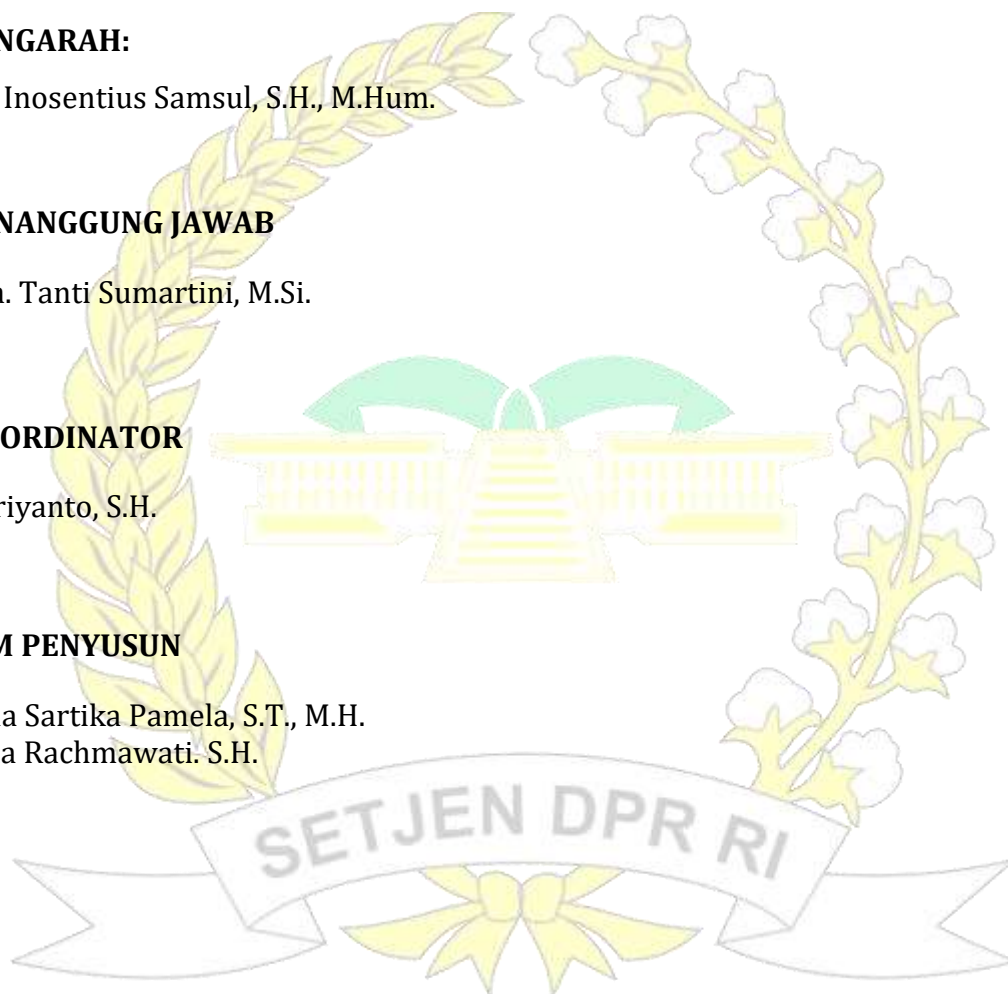 NGARAH:
Inosentius Samsul, S.H., M.Hum.
NANGGUNG JAWAB
. Tanti Sumartini, M.Si.
ORDINATOR
riyanto, S.H.
M PENYUSUN
a Sartika Pamela, S.T., M.H.
a Rachmawati. S.H.
SETJEN DPR RI